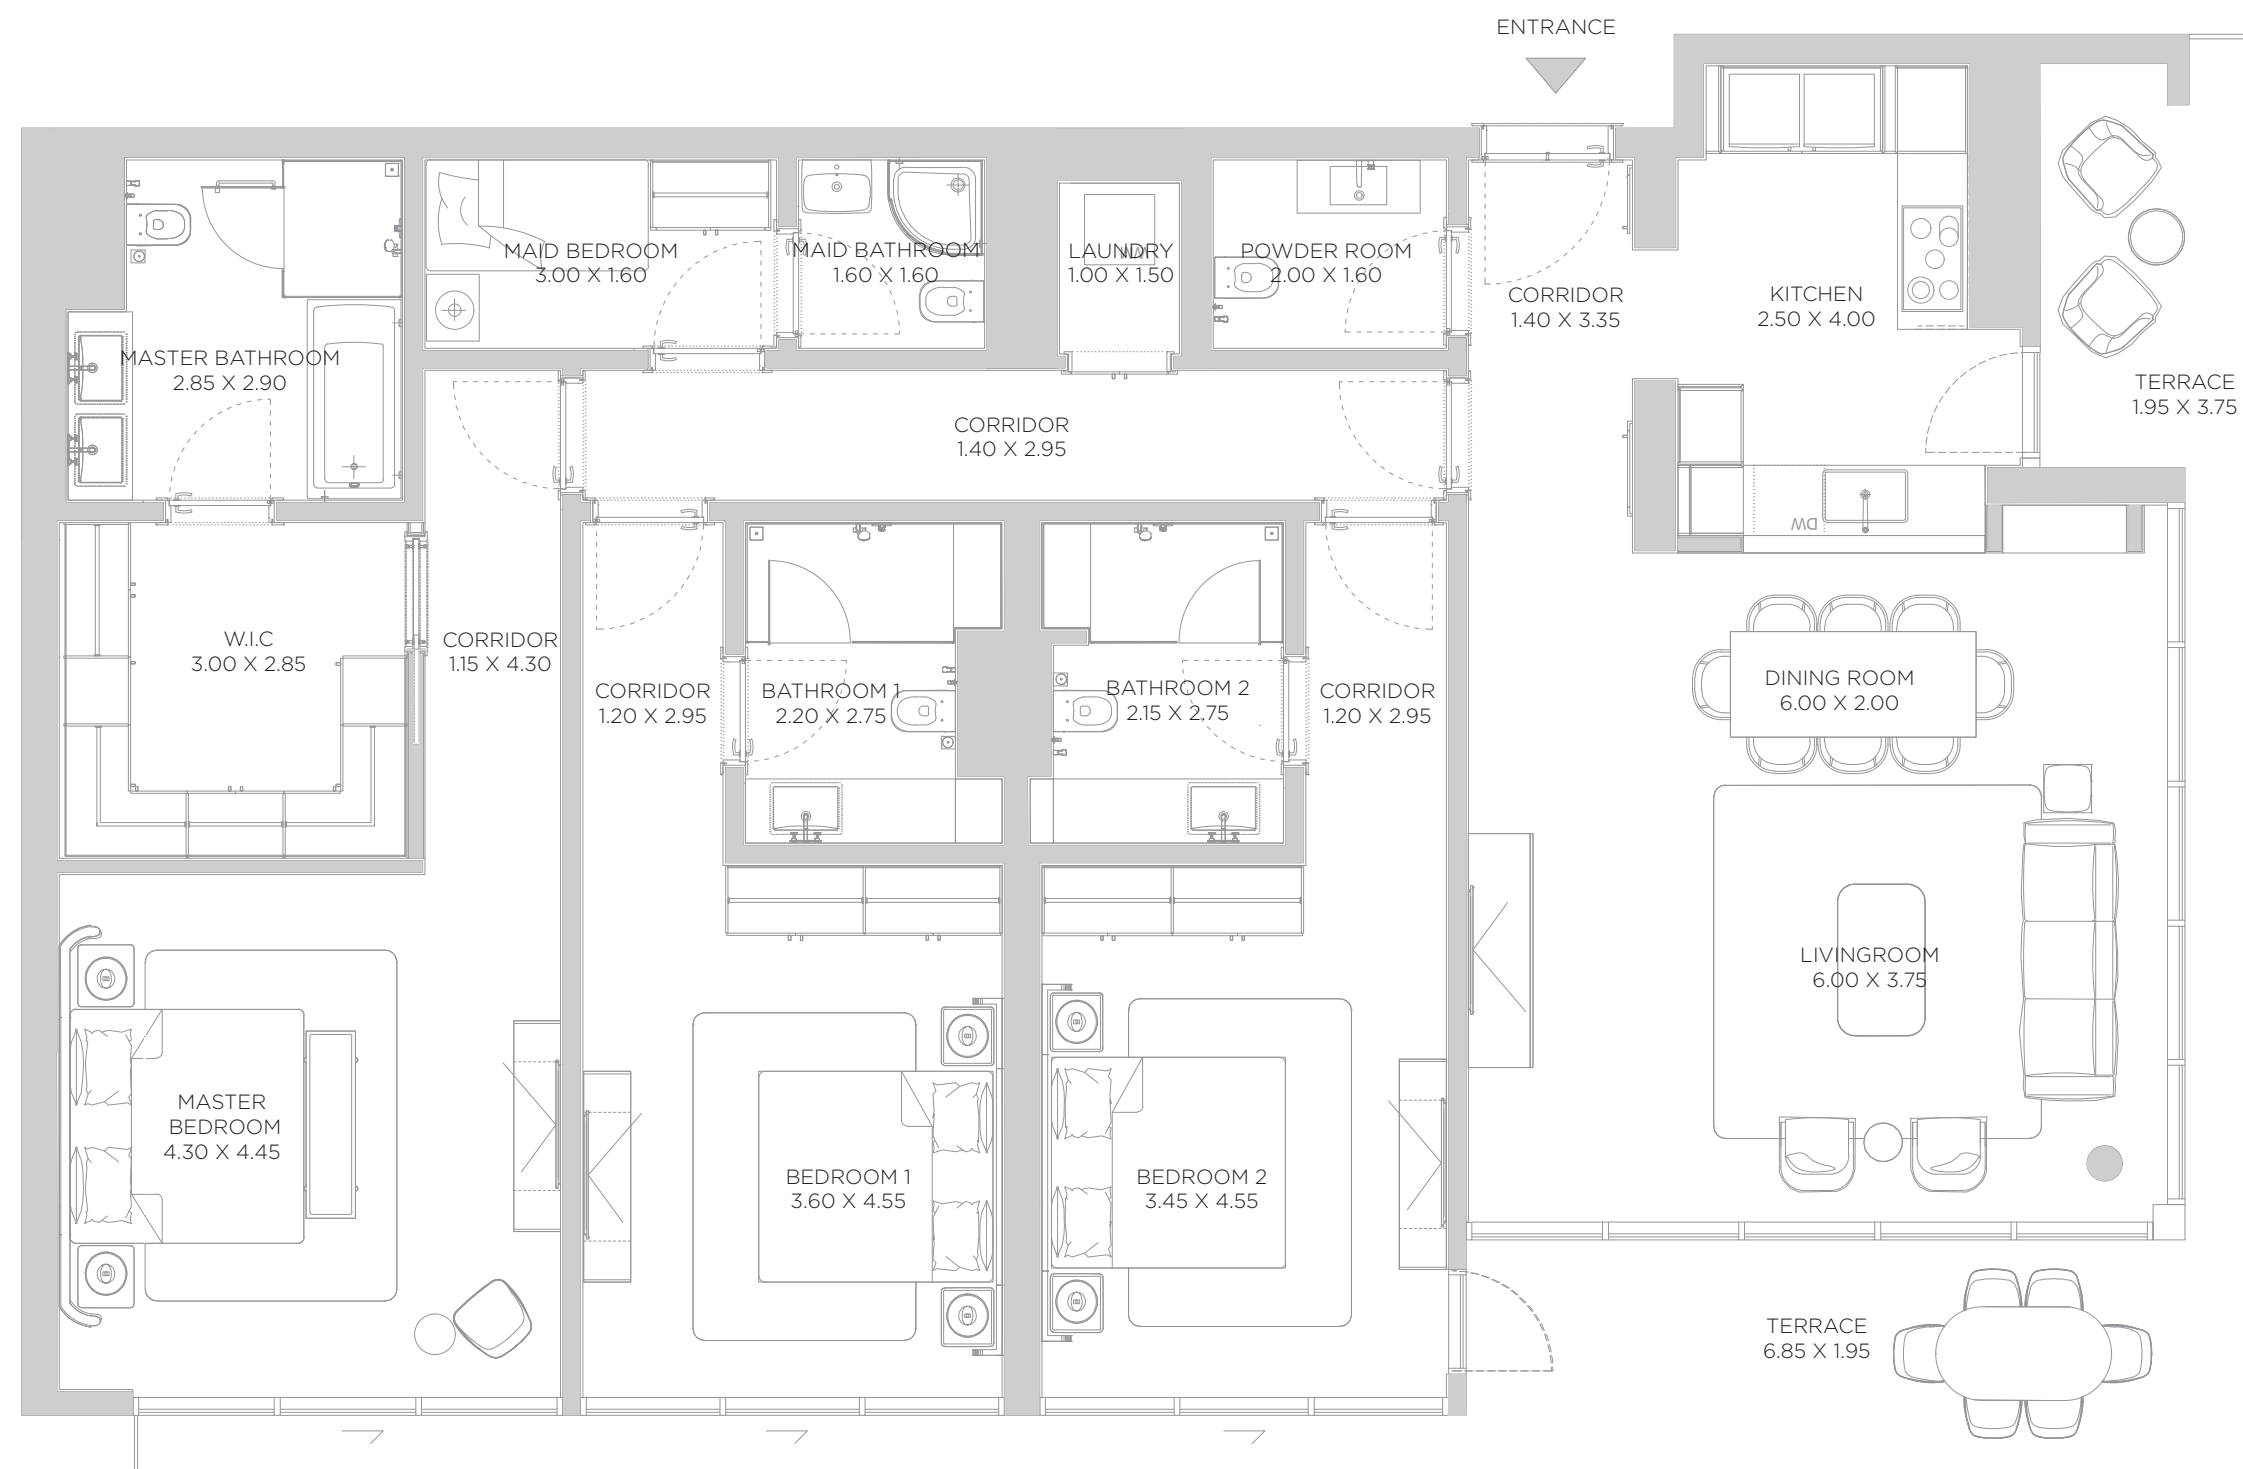 ENTRANCE
MAID BEDROOM
3.00 X 1.60
MAID BATHROOM
1.60 X 1.60
LAUNDRY
1.00 X 1.50
WM
POWDER ROOM
2.00 X 1.60
CORRIDOR
1.40 X 3.35
KITCHEN
2.50 X 4.00
MASTER BATHROOM
2.85 X 2.90
TERRACE
1.95 X 3.75
CORRIDOR
1.40 X 2.95
DW
W.I.C
3.00 X 2.85
CORRIDOR
1.15 X 4.30
CORRIDOR
1.20 X 2.95
BATHROOM 1
2.20 X 2.75
BATHROOM 2
2.15 X 2.75
CORRIDOR
1.20 X 2.95
DINING ROOM
6.00 X 2.00
LIVINGROOM
6.00 X 3.75
MASTER
BEDROOM
4.30 X 4.45
BEDROOM 1
3.60 X 4.55
BEDROOM 2
3.45 X 4.55
TERRACE
6.85 X 1.95